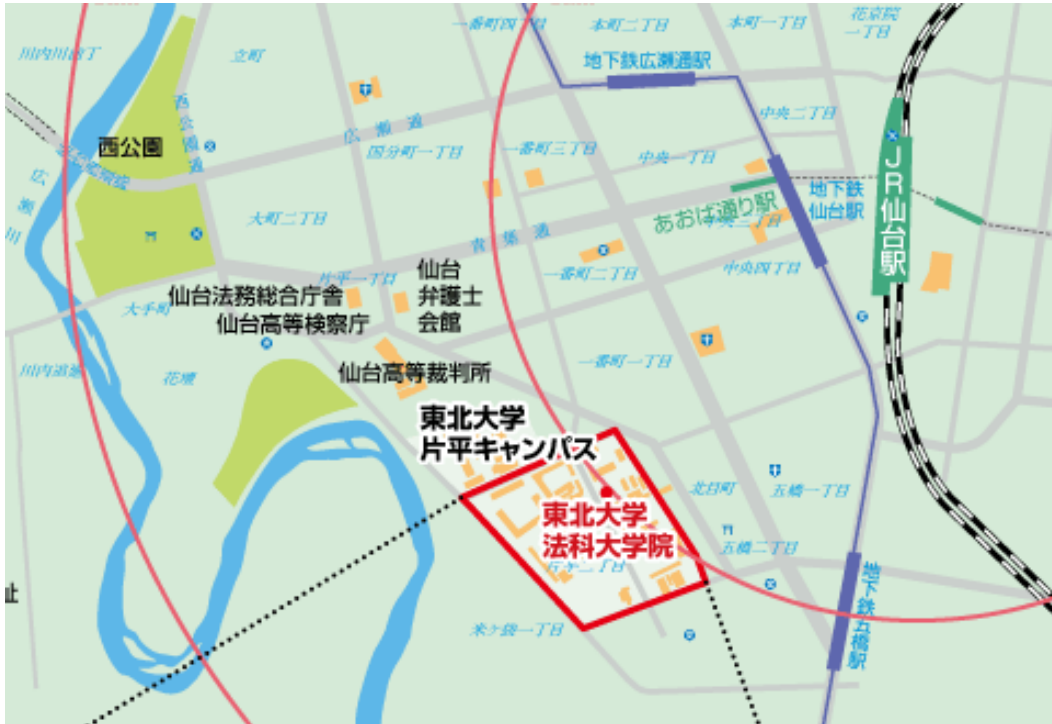 一番町四丁目
本町二丁目
本町一丁目
花京院
一丁目
立町
地下鉄広瀬通駅
西公園通
中央二丁目
広瀬通
西公園
国分町一丁目
一番町三丁目
中央一丁目
JR仙台駅
地下鉄
仙台駅
広瀬川
大町二丁目
青葉通
あおば通り駅
中央三丁目
片平一丁目
仙台
弁護士
会館
一番町二丁目
中央四丁目
大手町
仙台法務総合庁舎
仙台高等検察庁
花壇
仙台高等裁判所
一番町一丁目
東北大学
片平キャンパス
北目町
五橋一丁目
東北大学
法科大学院
片平二丁目
五橋二丁目
地下鉄五橋駅
米ヶ袋一丁目
址